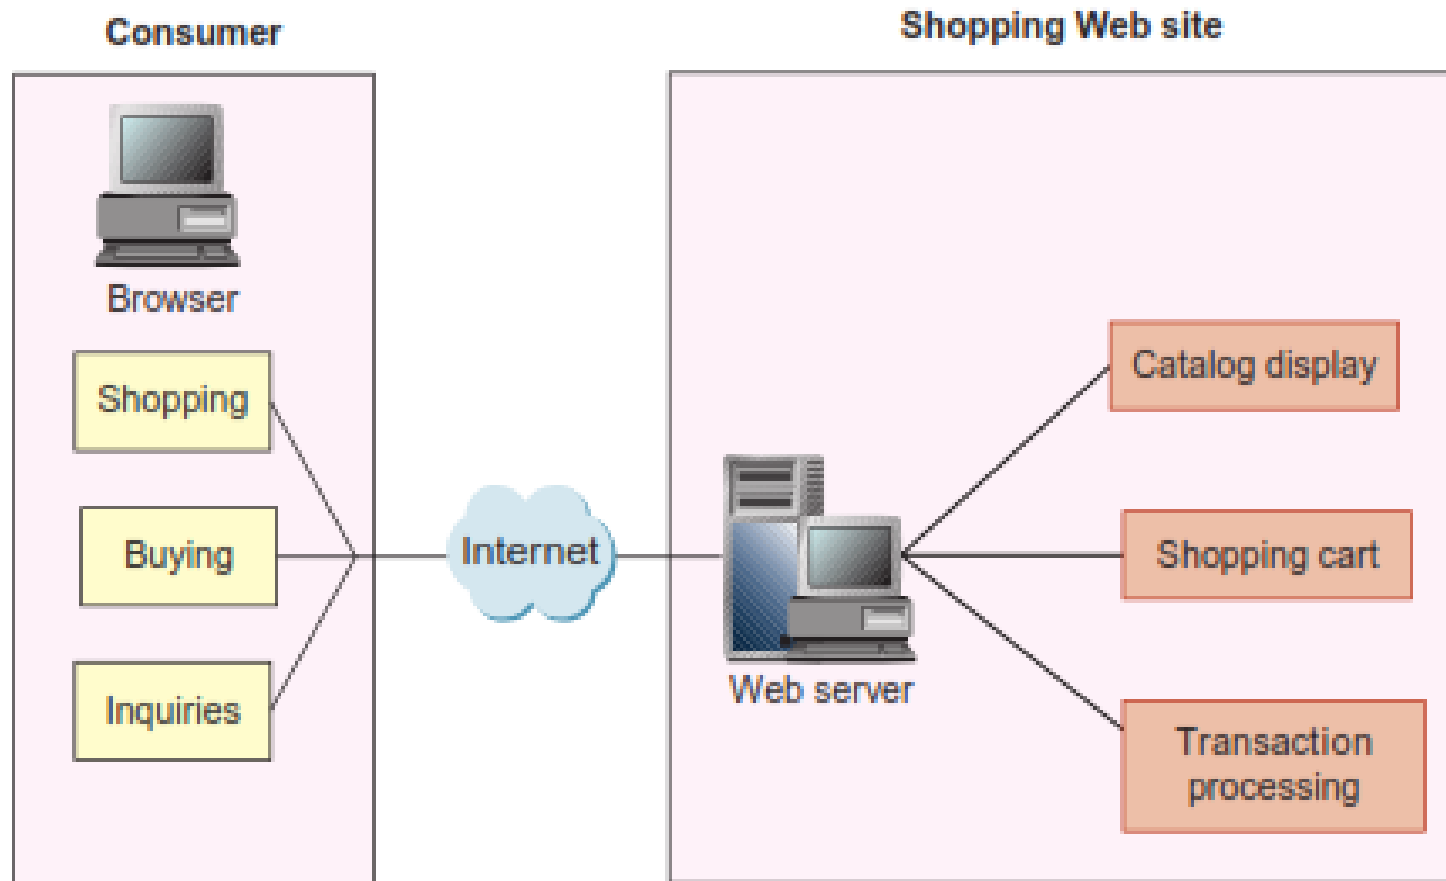 Consumer
Shopping Web site
Browser
Shopping
Buying
Inquiries
Internet
Web server
Catalog display
Shopping cart
Transaction
processing